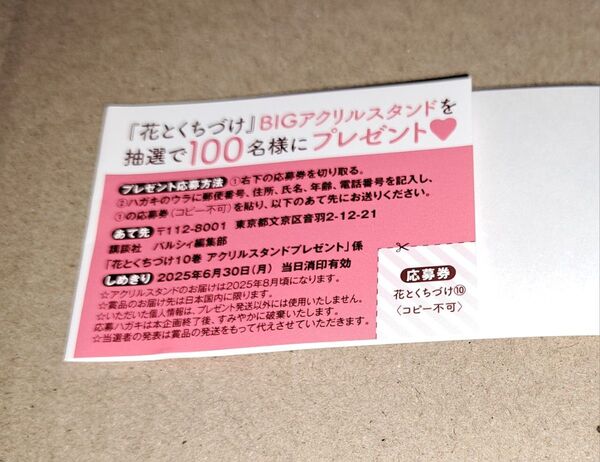 『花とくちづけ』BIGアクリルスタンドを
抽選で100名様にプレゼント♥
プレゼント応募方法 ①右下の応募券を切り取る。
②ハガキのウラに郵便番号、住所、氏名、年齢、電話番号を記入し、
①の応募券(コピー不可)を貼り、以下のあて先にお送りください。
あて先 〒112-8001 東京都文京区音羽2-12-21
講談社 パルシィ編集部
「花とくちづけ10巻 アクリルスタンドプレゼント」係
しめきり 2025年6月30日(月) 当日消印有効
☆アクリルスタンドのお届けは2025年8月頃になります。
☆賞品のお届け先は日本国内に限ります。
☆いただいた個人情報は、プレゼント発送以外には使用いたしません。
応募ハガキは本企画終了後、すみやかに破棄いたします。
☆当選者の発表は賞品の発送をもって代えさせていただきます。
応募券
花とくちづけ⑩
〈コピー不可〉